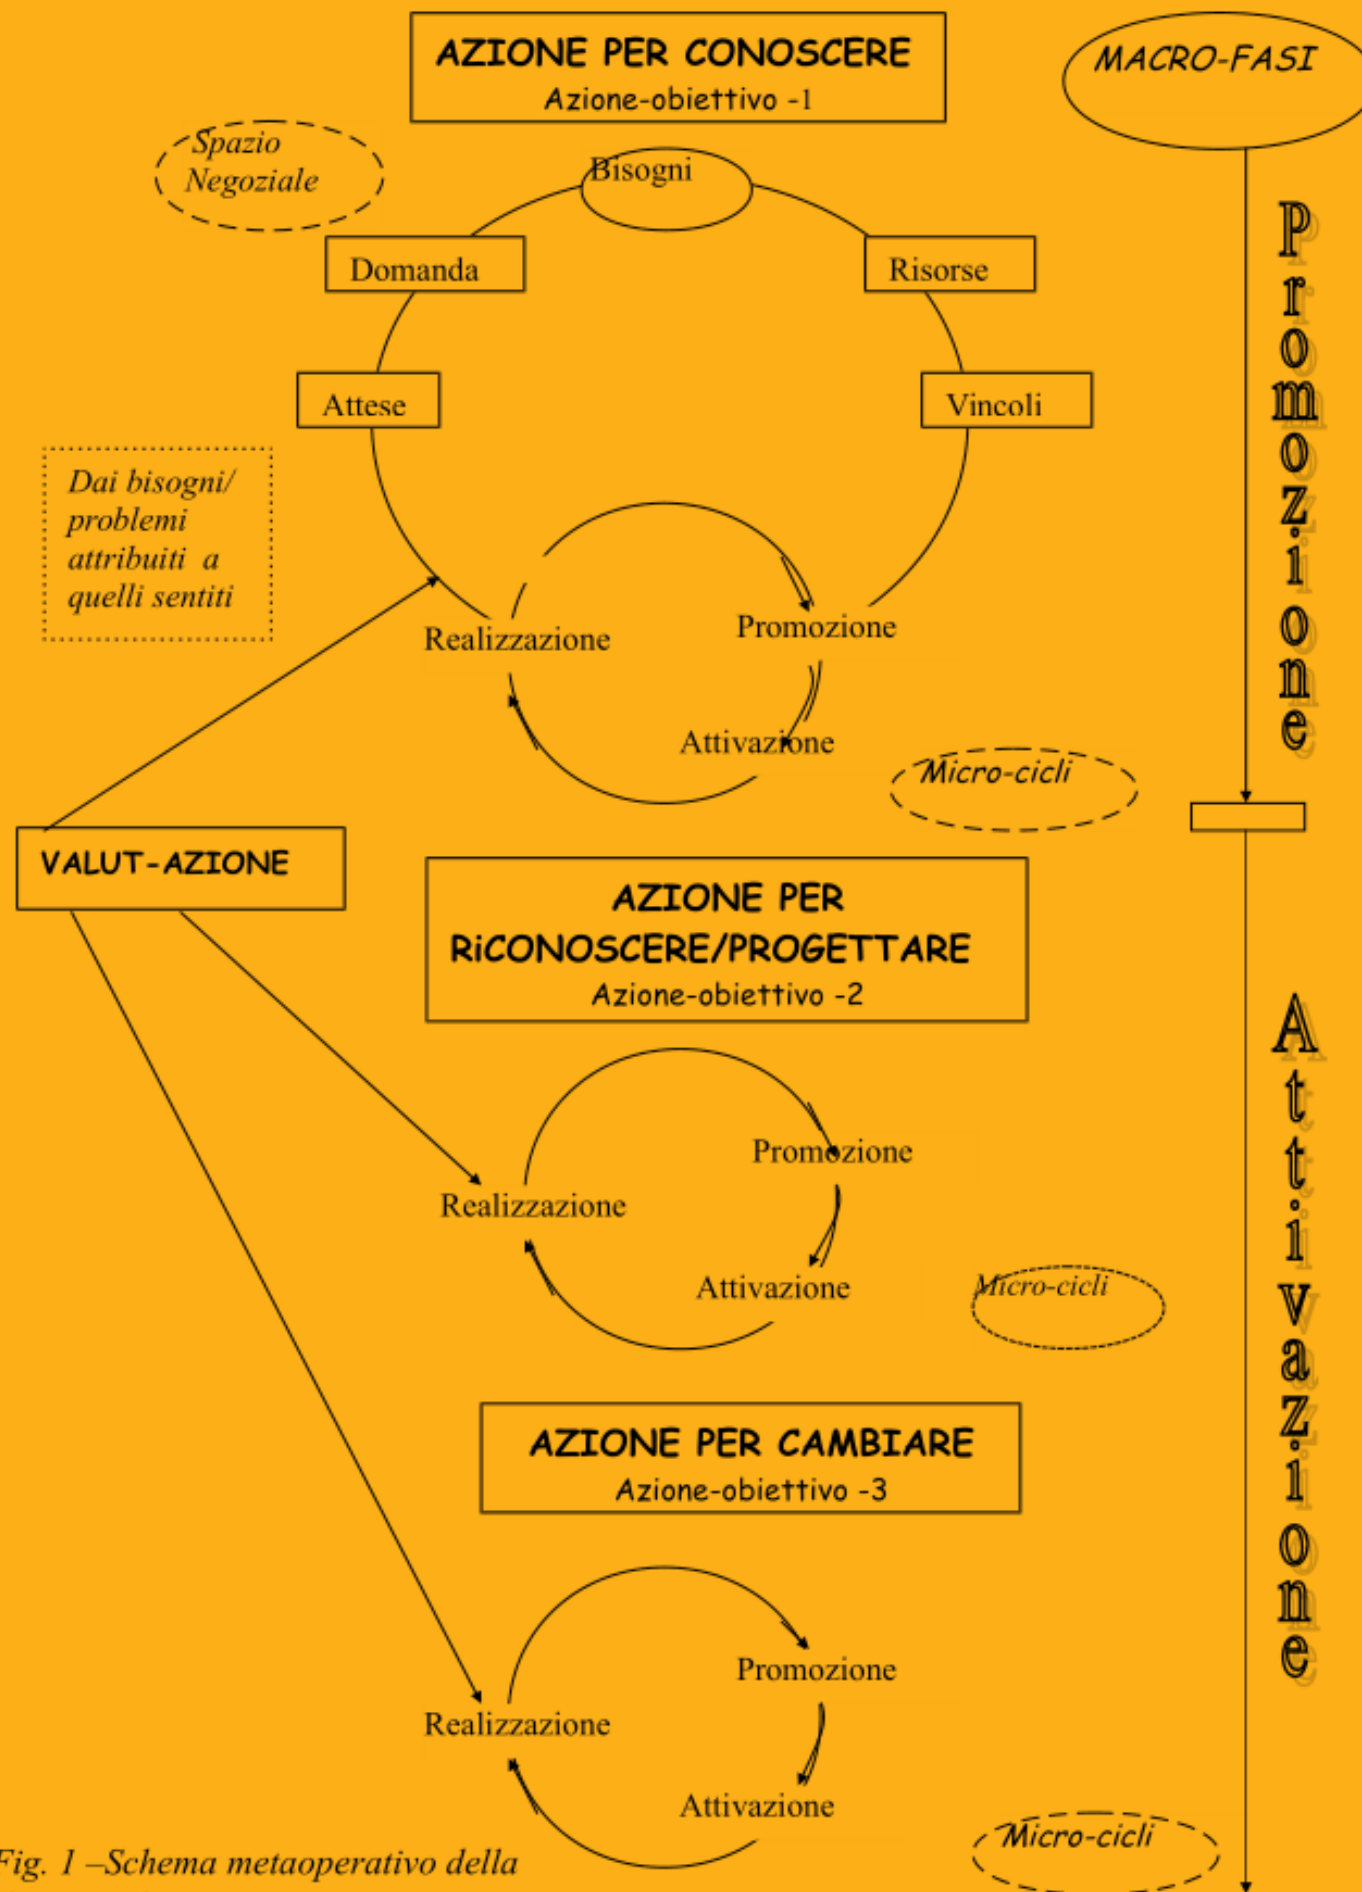 AZIONE PER CONOSCERE
Azione-obiettivo -1
MACRO-FASI
Spazio
Negoziale
Bisogni
Domanda
Risorse
Attese
Vincoli
Dai bisogni/
problemi
attribuiti a
quelli sentiti
Realizzazione
Promozione
Attivazione
Micro-cicli
Promozione
VALUT-AZIONE
AZIONE PER
RiCONOSCERE/PROGETTARE
Azione-obiettivo -2
Promozione
Realizzazione
Attivazione
Micro-cicli
Attivazione
AZIONE PER CAMBIARE
Azione-obiettivo -3
Promozione
Realizzazione
Attivazione
Micro-cicli
Fig. 1 –Schema metaoperativo della